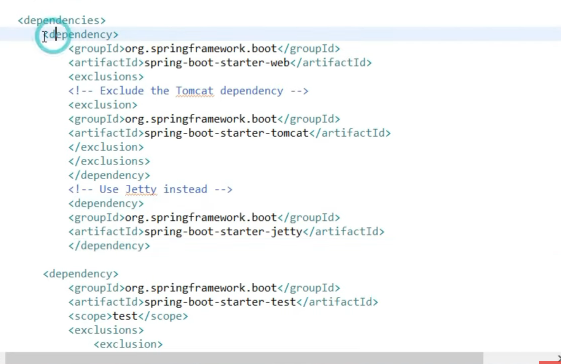 <dependencies>
<dependency>
<groupId>org.springframework.boot</groupId>
<artifactId>spring-boot-starter-web</artifactId>
<exclusions>
<!-- Exclude the Tomcat dependency -->
<exclusion>
<groupId>org.springframework.boot</groupId>
<artifactId>spring-boot-starter-tomcat</artifactId>
</exclusion>
</exclusions>
</dependency>
<!-- Use Jetty instead -->
<dependency>
<groupId>org.springframework.boot</groupId>
<artifactId>spring-boot-starter-jetty</artifactId>
</dependency>
<dependency>
<groupId>org.springframework.boot</groupId>
<artifactId>spring-boot-starter-test</artifactId>
<scope>test</scope>
<exclusions>
<exclusion>